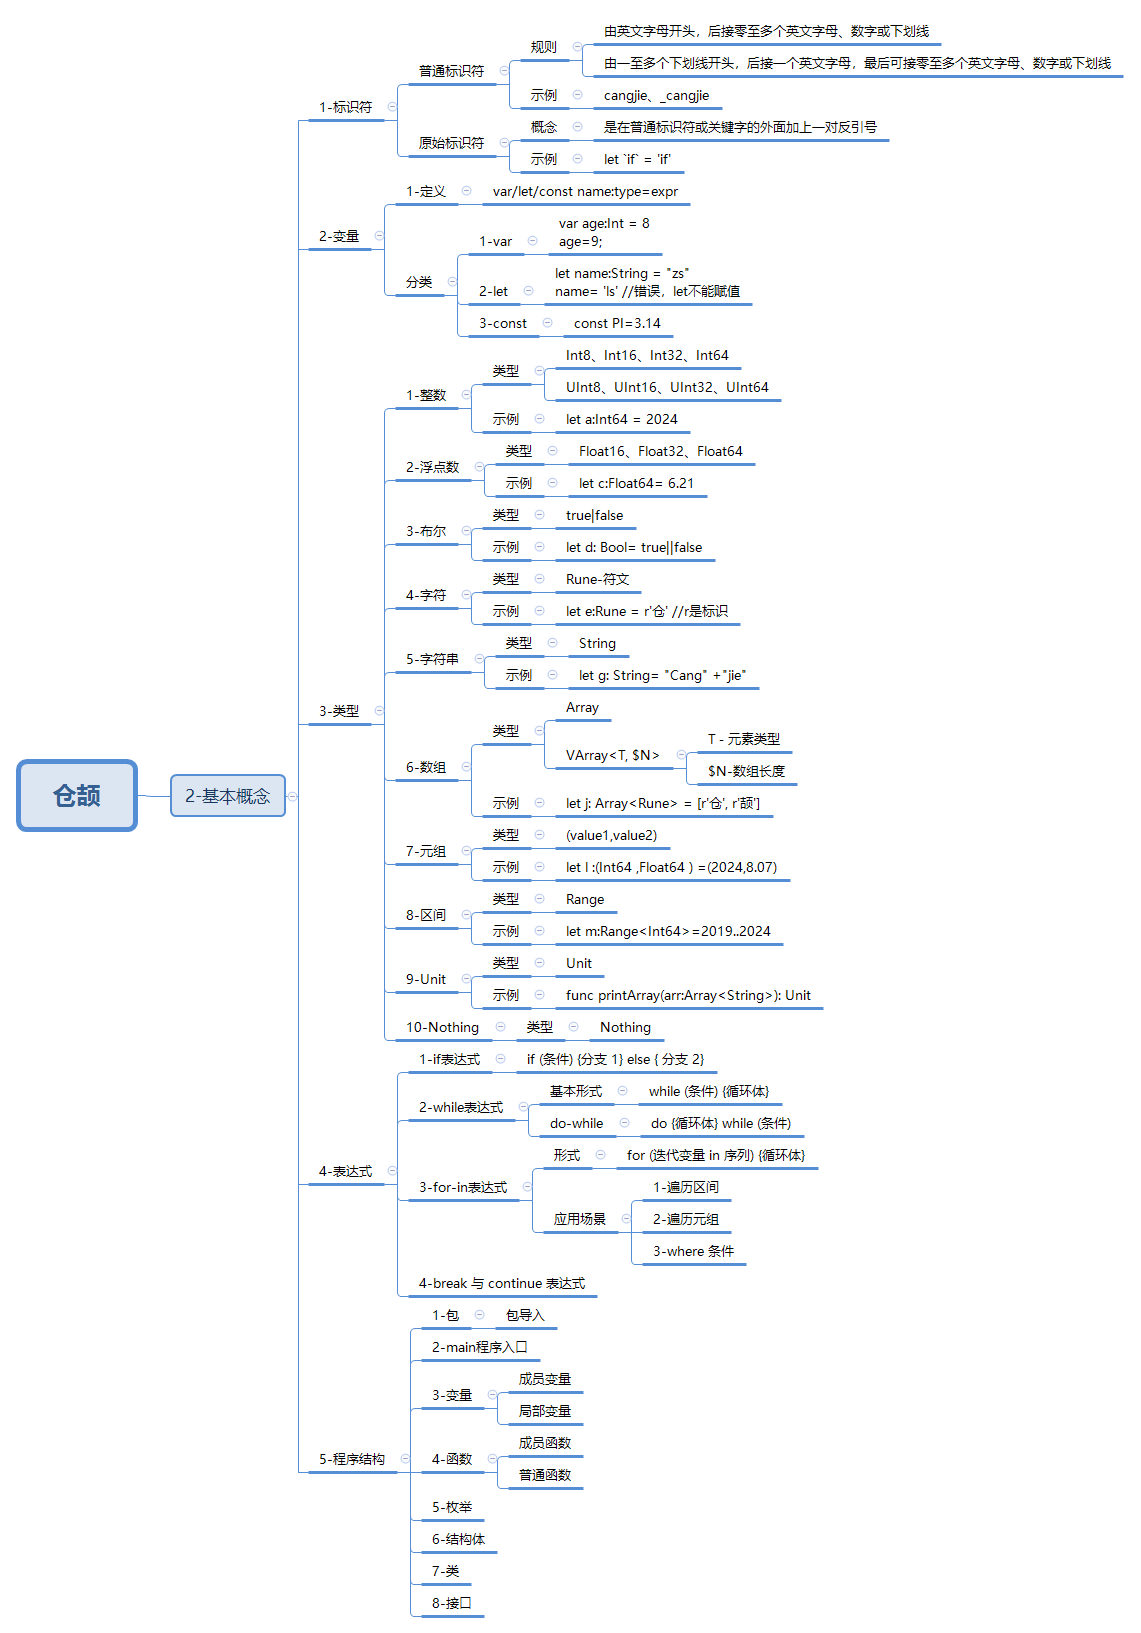 仓颉
2-基本概念
1-标识符
普通标识符
规则
由英文字母开头，后接零至多个英文字母、数字或下划线
由一至多个下划线开头，后接一个英文字母，最后可接零至多个英文字母、数字或下划线
示例
cangjie、_cangjie
原始标识符
概念
是在普通标识符或关键字的外面加上一对反引号
示例
let `if` = 'if'
2-变量
1-定义
var/let/const name:type=expr
分类
1-var
var age:Int = 8
age=9;
2-let
let name:String = "zs"
name= 'ls' //错误，let不能赋值
3-const
const PI=3.14
3-类型
1-整数
类型
Int8、Int16、Int32、Int64
UInt8、UInt16、UInt32、UInt64
示例
let a:Int64 = 2024
2-浮点数
类型
Float16、Float32、Float64
示例
let c:Float64= 6.21
3-布尔
类型
true|false
示例
let d: Bool= true||false
4-字符
类型
Rune-符文
示例
let e:Rune = r'仓' //r是标识
5-字符串
类型
String
示例
let g: String= "Cang" +"jie"
6-数组
类型
Array
VArray<T, $N>
T - 元素类型
$N-数组长度
示例
let j: Array<Rune> = [r'仓', r'颉']
7-元组
类型
(value1,value2)
示例
let l :(Int64 ,Float64 ) =(2024,8.07)
8-区间
类型
Range
示例
let m:Range<Int64>=2019..2024
9-Unit
类型
Unit
示例
func printArray(arr:Array<String>): Unit
10-Nothing
类型
Nothing
4-表达式
1-if表达式
if (条件) {分支 1} else { 分支 2}
2-while表达式
基本形式
while (条件) {循环体}
do-while
do {循环体} while (条件)
3-for-in表达式
形式
for (迭代变量 in 序列) {循环体}
应用场景
1-遍历区间
2-遍历元组
3-where 条件
4-break 与 continue 表达式
5-程序结构
1-包
包导入
2-main程序入口
3-变量
成员变量
局部变量
4-函数
成员函数
普通函数
5-枚举
6-结构体
7-类
8-接口